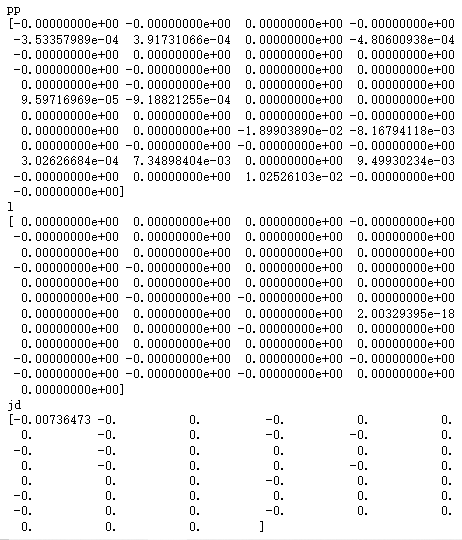 pp
[-0.00000000e+00 -0.00000000e+00  0.00000000e+00 -0.00000000e+00
 -3.53357989e-04  3.91731066e-04  0.00000000e+00 -4.80600938e-04
 -0.00000000e+00  0.00000000e+00  0.00000000e+00  0.00000000e+00
 -0.00000000e+00 -0.00000000e+00  0.00000000e+00  0.00000000e+00
  0.00000000e+00 -0.00000000e+00  0.00000000e+00  0.00000000e+00
  9.59716969e-05 -9.18821255e-04  0.00000000e+00  0.00000000e+00
  0.00000000e+00  0.00000000e+00  0.00000000e+00 -0.00000000e+00
  0.00000000e+00  0.00000000e+00 -1.89903890e-02 -8.16794118e-03
  0.00000000e+00  0.00000000e+00 -0.00000000e+00 -0.00000000e+00
  3.02626684e-04  7.34898404e-03  0.00000000e+00  9.49930234e-03
 -0.00000000e+00  0.00000000e+00  1.02526103e-02 -0.00000000e+00
 -0.00000000e+00]
l
[ 0.00000000e+00  0.00000000e+00  0.00000000e+00 -0.00000000e+00
 -0.00000000e+00  0.00000000e+00  0.00000000e+00 -0.00000000e+00
  0.00000000e+00  0.00000000e+00  0.00000000e+00  0.00000000e+00
 -0.00000000e+00 -0.00000000e+00  0.00000000e+00  0.00000000e+00
  0.00000000e+00 -0.00000000e+00  0.00000000e+00  0.00000000e+00
  0.00000000e+00  0.00000000e+00 -0.00000000e+00  0.00000000e+00
  0.00000000e+00  0.00000000e+00  0.00000000e+00  2.00329395e-18
 -0.00000000e+00  0.00000000e+00  0.00000000e+00  0.00000000e+00
  0.00000000e+00  0.00000000e+00 -0.00000000e+00  0.00000000e+00
 -0.00000000e+00 -0.00000000e+00  0.00000000e+00 -0.00000000e+00
 -0.00000000e+00  0.00000000e+00  0.00000000e+00  0.00000000e+00
  0.00000000e+00]
jd
[-0.00736473 -0.  0.  -0.  0.  0.
  0.  -0.  0.  -0.  -0.  0.
 -0.  -0.  0.  0.  0.  0.
  0.  -0.  0.  0.  -0.  0.
  0.  0.  0.  -0.  0.  0.
 -0.  0.  0.  0.  0.  0.
  0.  -0.  0.  -0.  0.  0.
  0.  0.  0.  ]